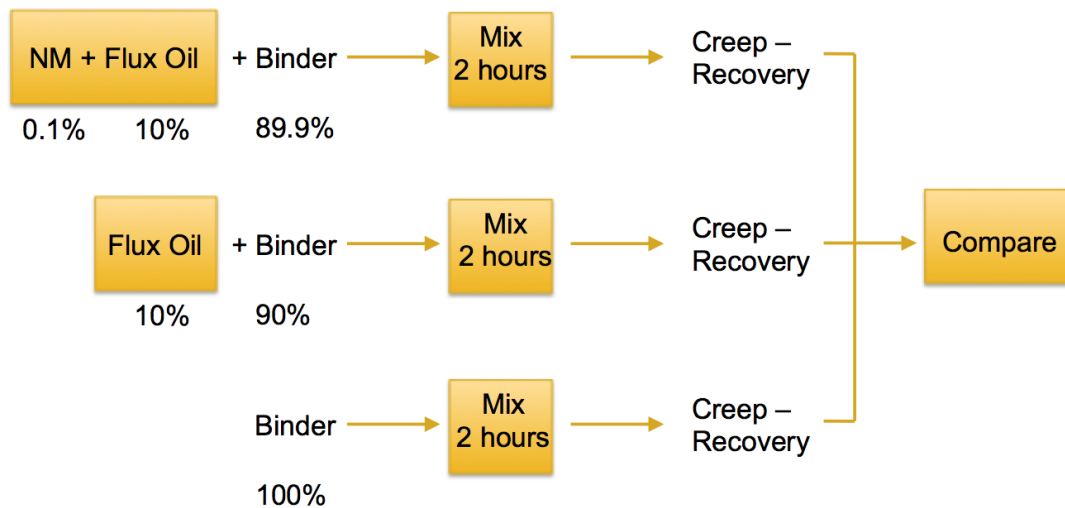 NM + Flux Oil + Binder
Mix
2 hours
Creep –
Recovery
0.1% 10% 89.9%
Flux Oil + Binder
Mix
2 hours
Creep –
Recovery
Compare
10% 90%
Binder
Mix
2 hours
Creep –
Recovery
100%